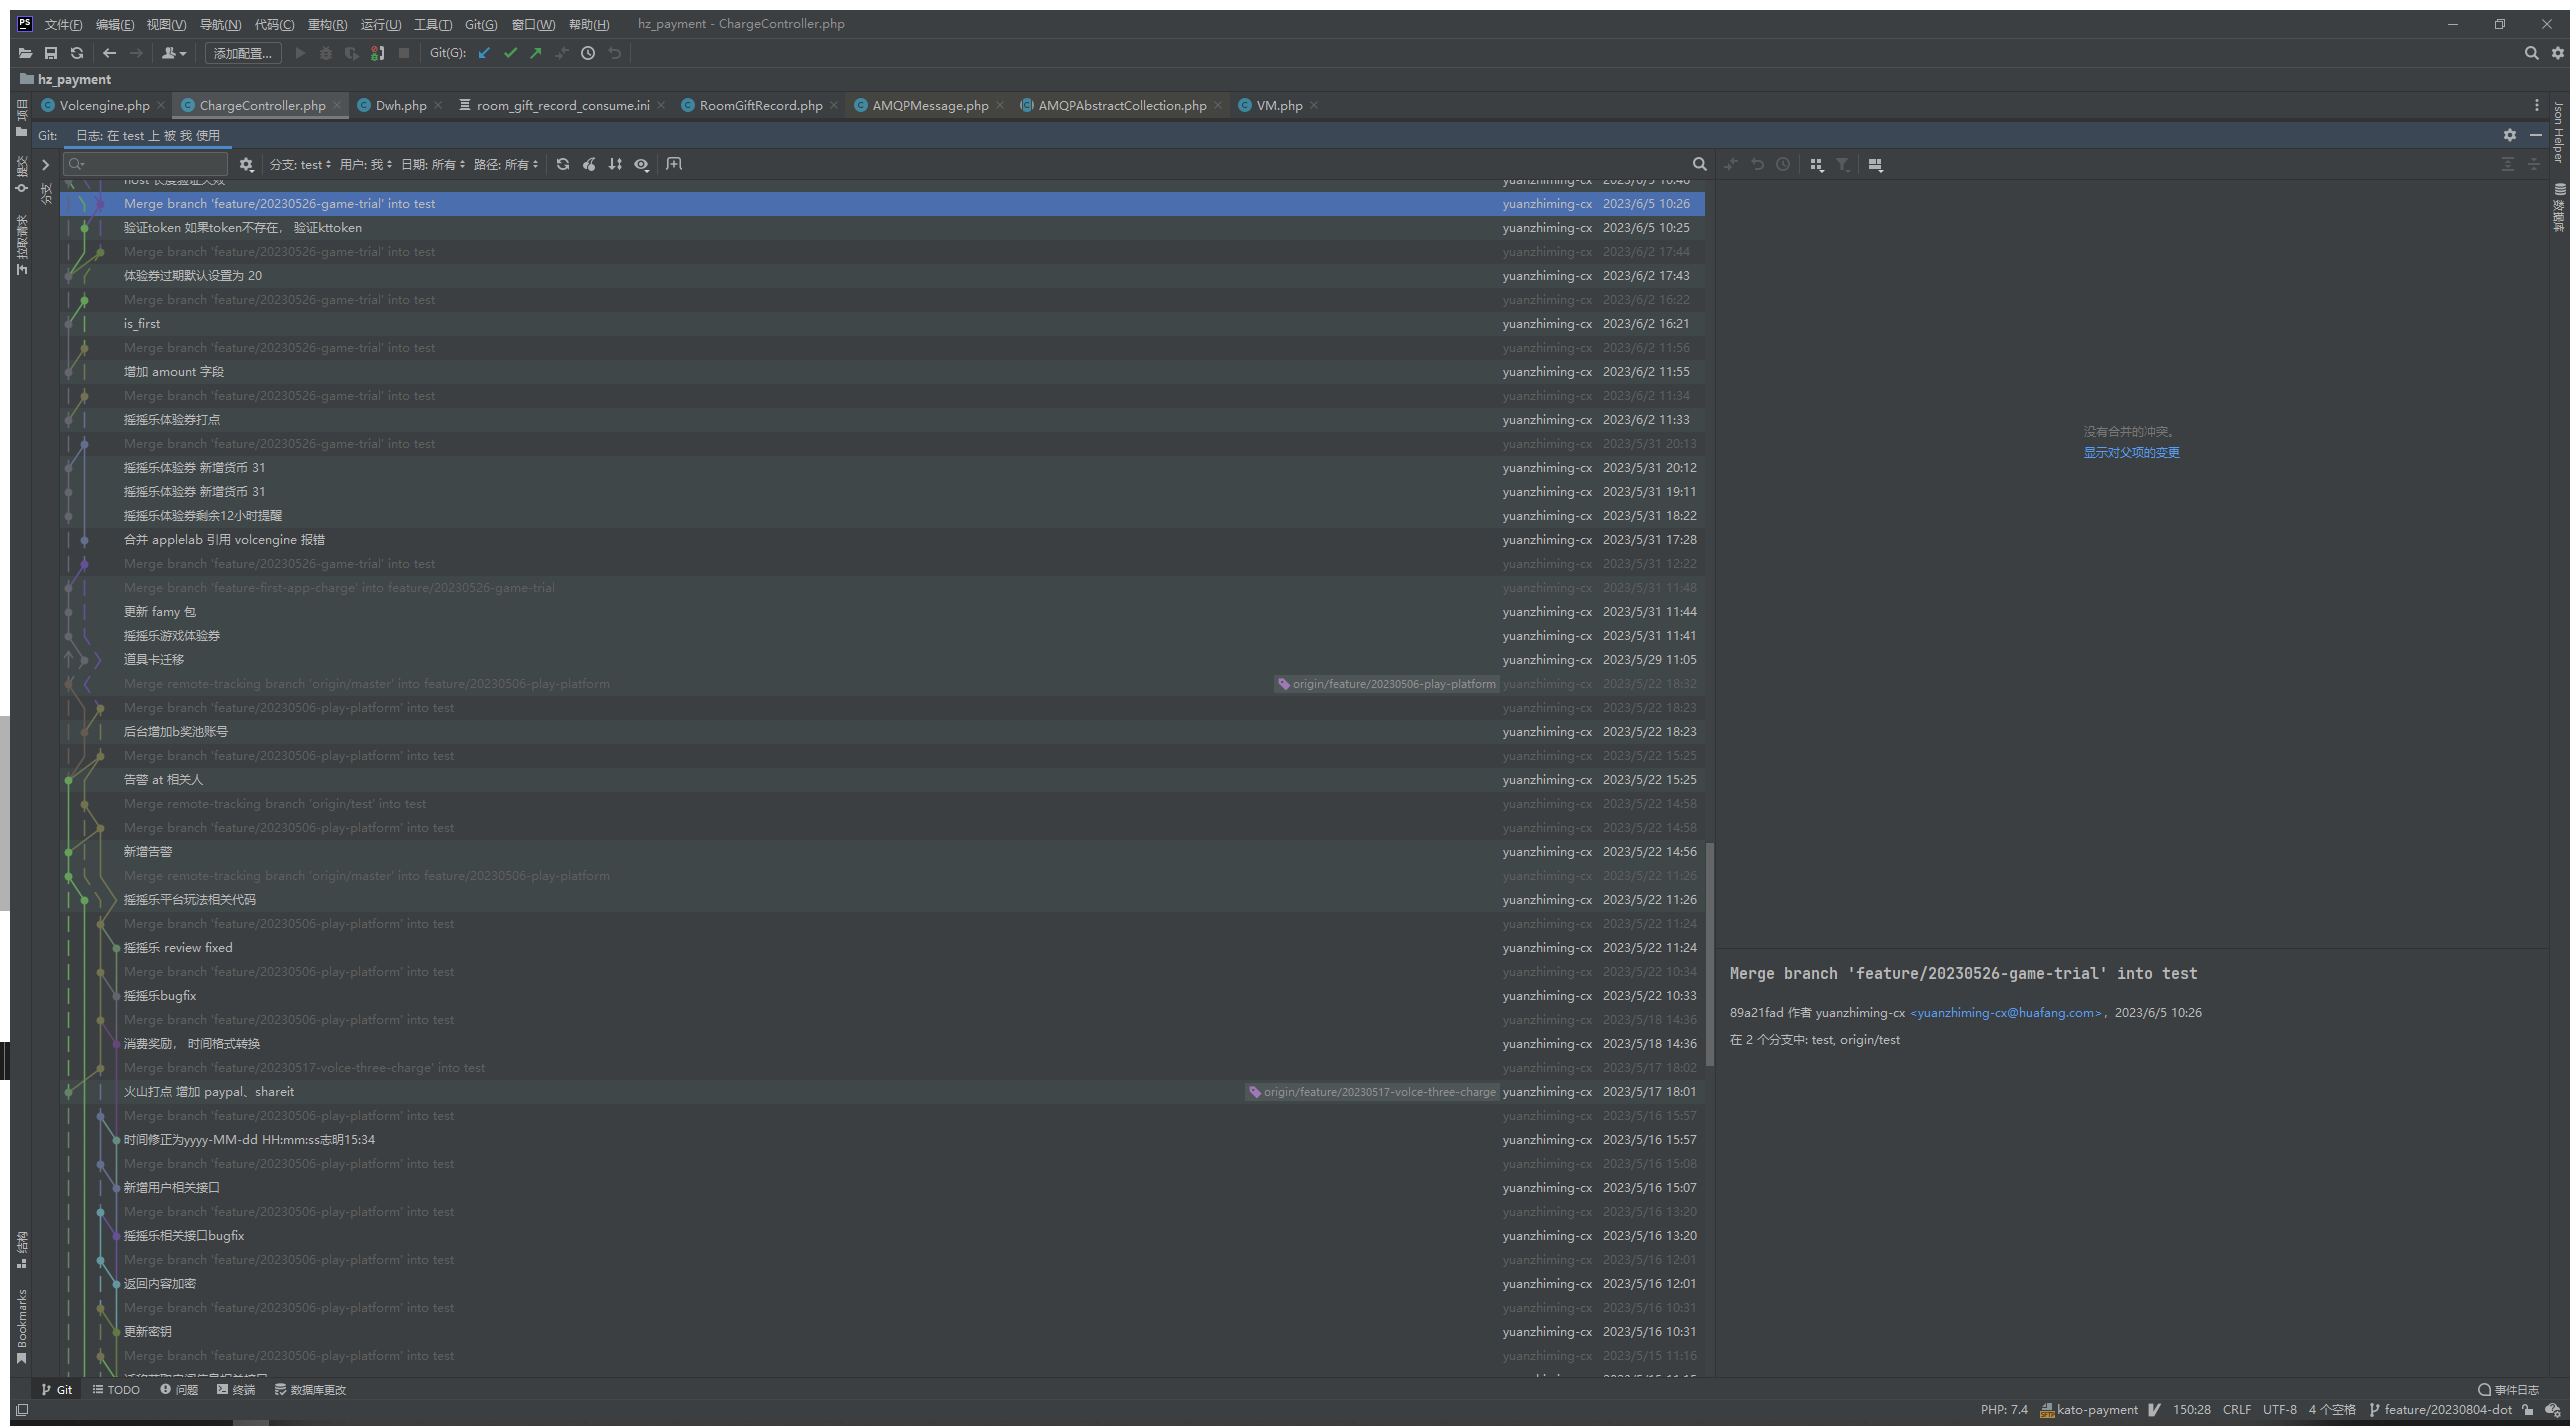 文件(F) 编辑(E) 视图(V) 导航(N) 代码(C) 重构(R) 运行(U) 工具(T) Git(G) 窗口(W) 帮助(H) hz_payment - ChargeController.php
添加配置... Git(G):
hz_payment
Volcengine.php ChargeController.php Dwh.php room_gift_record_consume.ini RoomGiftRecord.php AMQPMessage.php AMQPAbstractCollection.php VM.php
Git: 日志: 在 test 上 被 我 使用
分支: test 用户: 我 日期: 所有 路径: 所有
host 长度验证失败 yuanzhiming-cx 2023/6/5 10:46
Merge branch 'feature/20230526-game-trial' into test yuanzhiming-cx 2023/6/5 10:26
验证token 如果token不存在， 验证kttoken yuanzhiming-cx 2023/6/5 10:25
Merge branch 'feature/20230526-game-trial' into test yuanzhiming-cx 2023/6/2 17:44
体验券过期默认设置为 20 yuanzhiming-cx 2023/6/2 17:43
Merge branch 'feature/20230526-game-trial' into test yuanzhiming-cx 2023/6/2 16:22
is_first yuanzhiming-cx 2023/6/2 16:21
Merge branch 'feature/20230526-game-trial' into test yuanzhiming-cx 2023/6/2 11:56
增加 amount 字段 yuanzhiming-cx 2023/6/2 11:55
Merge branch 'feature/20230526-game-trial' into test yuanzhiming-cx 2023/6/2 11:34
摇摇乐体验券打点 yuanzhiming-cx 2023/6/2 11:33
Merge branch 'feature/20230526-game-trial' into test yuanzhiming-cx 2023/5/31 20:13
摇摇乐体验券 新增货币 31 yuanzhiming-cx 2023/5/31 20:12
摇摇乐体验券 新增货币 31 yuanzhiming-cx 2023/5/31 19:11
摇摇乐体验券剩余12小时提醒 yuanzhiming-cx 2023/5/31 18:22
合并 applelab 引用 volcengine 报错 yuanzhiming-cx 2023/5/31 17:28
Merge branch 'feature/20230526-game-trial' into test yuanzhiming-cx 2023/5/31 12:22
Merge branch 'feature-first-app-charge' into feature/20230526-game-trial yuanzhiming-cx 2023/5/31 11:48
更新 famy 包 yuanzhiming-cx 2023/5/31 11:44
摇摇乐游戏体验券 yuanzhiming-cx 2023/5/31 11:41
道具卡迁移 yuanzhiming-cx 2023/5/29 11:05
Merge remote-tracking branch 'origin/master' into feature/20230506-play-platform origin/feature/20230506-play-platform yuanzhiming-cx 2023/5/22 18:32
Merge branch 'feature/20230506-play-platform' into test yuanzhiming-cx 2023/5/22 18:23
后台增加b奖池账号 yuanzhiming-cx 2023/5/22 18:23
Merge branch 'feature/20230506-play-platform' into test yuanzhiming-cx 2023/5/22 15:25
告警 at 相关人 yuanzhiming-cx 2023/5/22 15:25
Merge remote-tracking branch 'origin/test' into test yuanzhiming-cx 2023/5/22 14:58
Merge branch 'feature/20230506-play-platform' into test yuanzhiming-cx 2023/5/22 14:58
新增告警 yuanzhiming-cx 2023/5/22 14:56
Merge remote-tracking branch 'origin/master' into feature/20230506-play-platform yuanzhiming-cx 2023/5/22 11:26
摇摇乐平台玩法相关代码 yuanzhiming-cx 2023/5/22 11:26
Merge branch 'feature/20230506-play-platform' into test yuanzhiming-cx 2023/5/22 11:24
摇摇乐 review fixed yuanzhiming-cx 2023/5/22 11:24
Merge branch 'feature/20230506-play-platform' into test yuanzhiming-cx 2023/5/22 10:34
摇摇乐bugfix yuanzhiming-cx 2023/5/22 10:33
Merge branch 'feature/20230506-play-platform' into test yuanzhiming-cx 2023/5/18 14:36
消费奖励， 时间格式转换 yuanzhiming-cx 2023/5/18 14:36
Merge branch 'feature/20230517-volce-three-charge' into test yuanzhiming-cx 2023/5/17 18:02
火山打点 增加 paypal、shareit origin/feature/20230517-volce-three-charge yuanzhiming-cx 2023/5/17 18:01
Merge branch 'feature/20230506-play-platform' into test yuanzhiming-cx 2023/5/16 15:57
时间修正为yyyy-MM-dd HH:mm:ss志明15:34 yuanzhiming-cx 2023/5/16 15:57
Merge branch 'feature/20230506-play-platform' into test yuanzhiming-cx 2023/5/16 15:08
新增用户相关接口 yuanzhiming-cx 2023/5/16 15:07
Merge branch 'feature/20230506-play-platform' into test yuanzhiming-cx 2023/5/16 13:20
摇摇乐相关接口bugfix yuanzhiming-cx 2023/5/16 13:20
Merge branch 'feature/20230506-play-platform' into test yuanzhiming-cx 2023/5/16 12:01
返回内容加密 yuanzhiming-cx 2023/5/16 12:01
Merge branch 'feature/20230506-play-platform' into test yuanzhiming-cx 2023/5/16 10:31
更新密钥 yuanzhiming-cx 2023/5/16 10:31
Merge branch 'feature/20230506-play-platform' into test yuanzhiming-cx 2023/5/15 11:16
没有合并的冲突。
显示对父项的变更
Merge branch 'feature/20230526-game-trial' into test
89a21fad 作者 yuanzhiming-cx <yuanzhiming-cx@huafang.com>，2023/6/5 10:26
在 2 个分支中: test, origin/test
项目
提交
拉取请求
分支
结构
Bookmarks
Json Helper
数据库
Git TODO 问题 终端 数据库更改 事件日志
PHP: 7.4 kato-payment 150:28 CRLF UTF-8 4 个空格 feature/20230804-dot